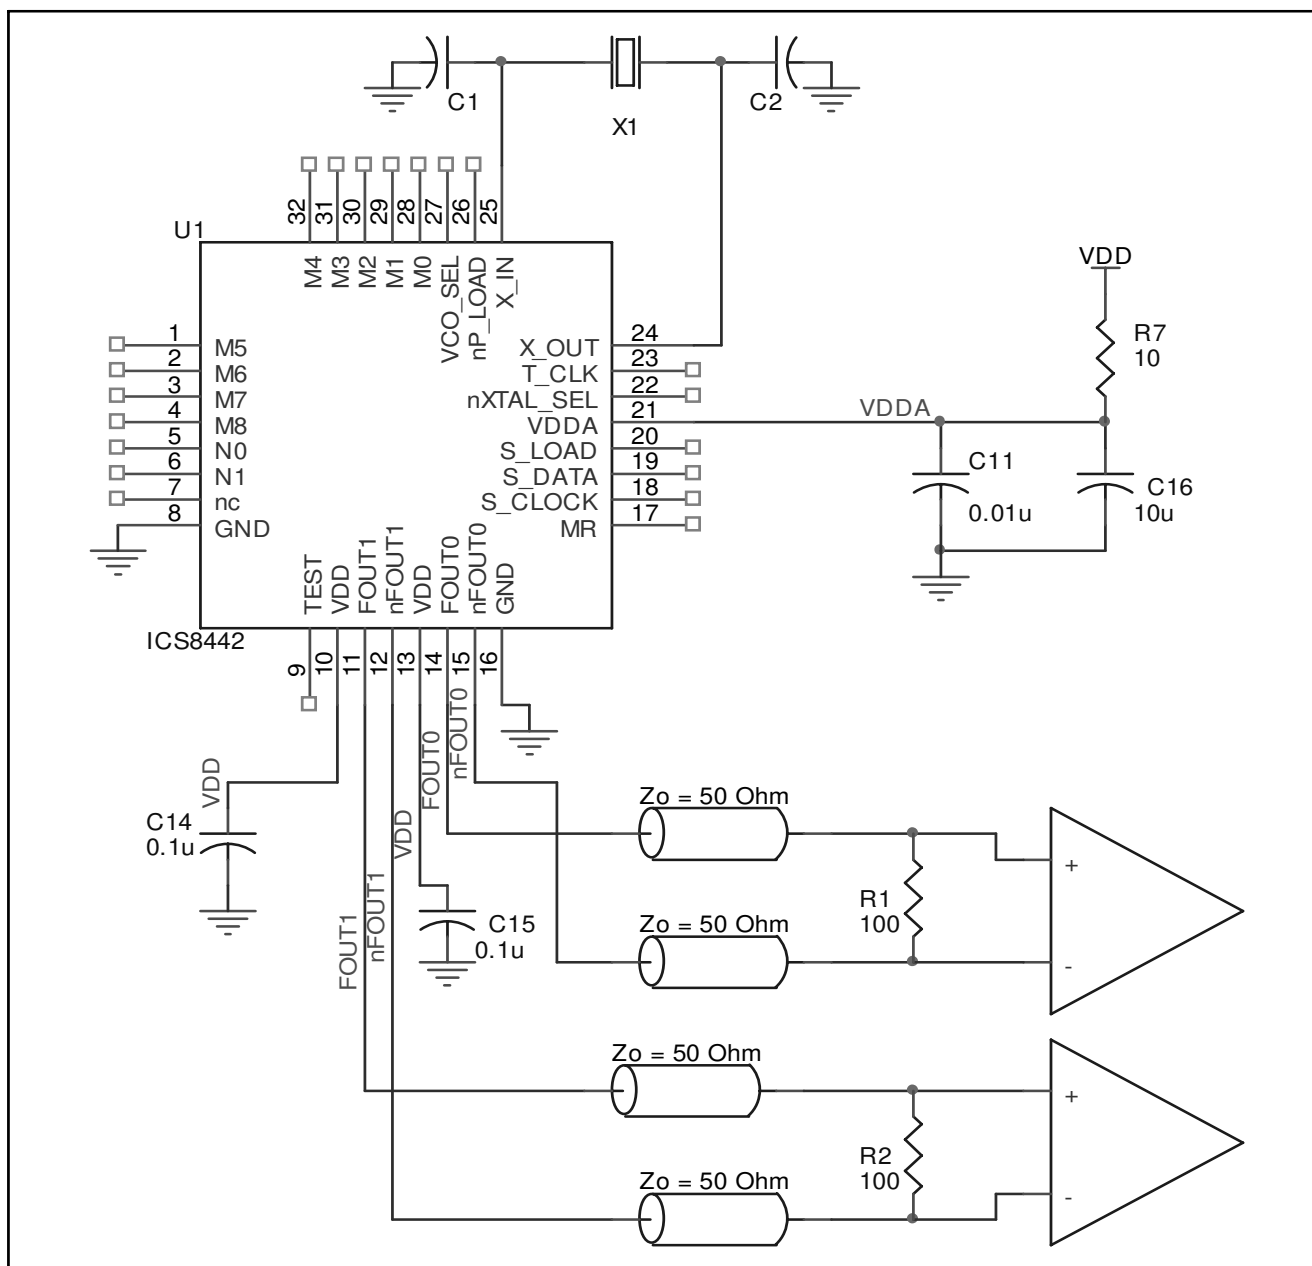 C1
X1
C2
32
31
30
29
28
27
26
25
U1
M4
M3
M2
M1
M0
VCO_SEL
nP_LOAD
X_IN
VDD
R7
10
1
2
3
4
5
6
7
8
M5
M6
M7
M8
N0
N1
nc
GND
X_OUT
T_CLK
nXTAL_SEL
VDDA
S_LOAD
S_DATA
S_CLOCK
MR
24
23
22
21
20
19
18
17
VDDA
C11
0.01u
C16
10u
TEST
VDD
FOUT1
nFOUT1
VDD
FOUT0
nFOUT0
GND
ICS8442
9
10
11
12
13
14
15
16
FOUT0
nFOUT0
VDD
C14
0.1u
VDD
FOUT1
nFOUT1
C15
0.1u
Zo = 50 Ohm
R1
100
+
-
Zo = 50 Ohm
Zo = 50 Ohm
R2
100
+
-
Zo = 50 Ohm